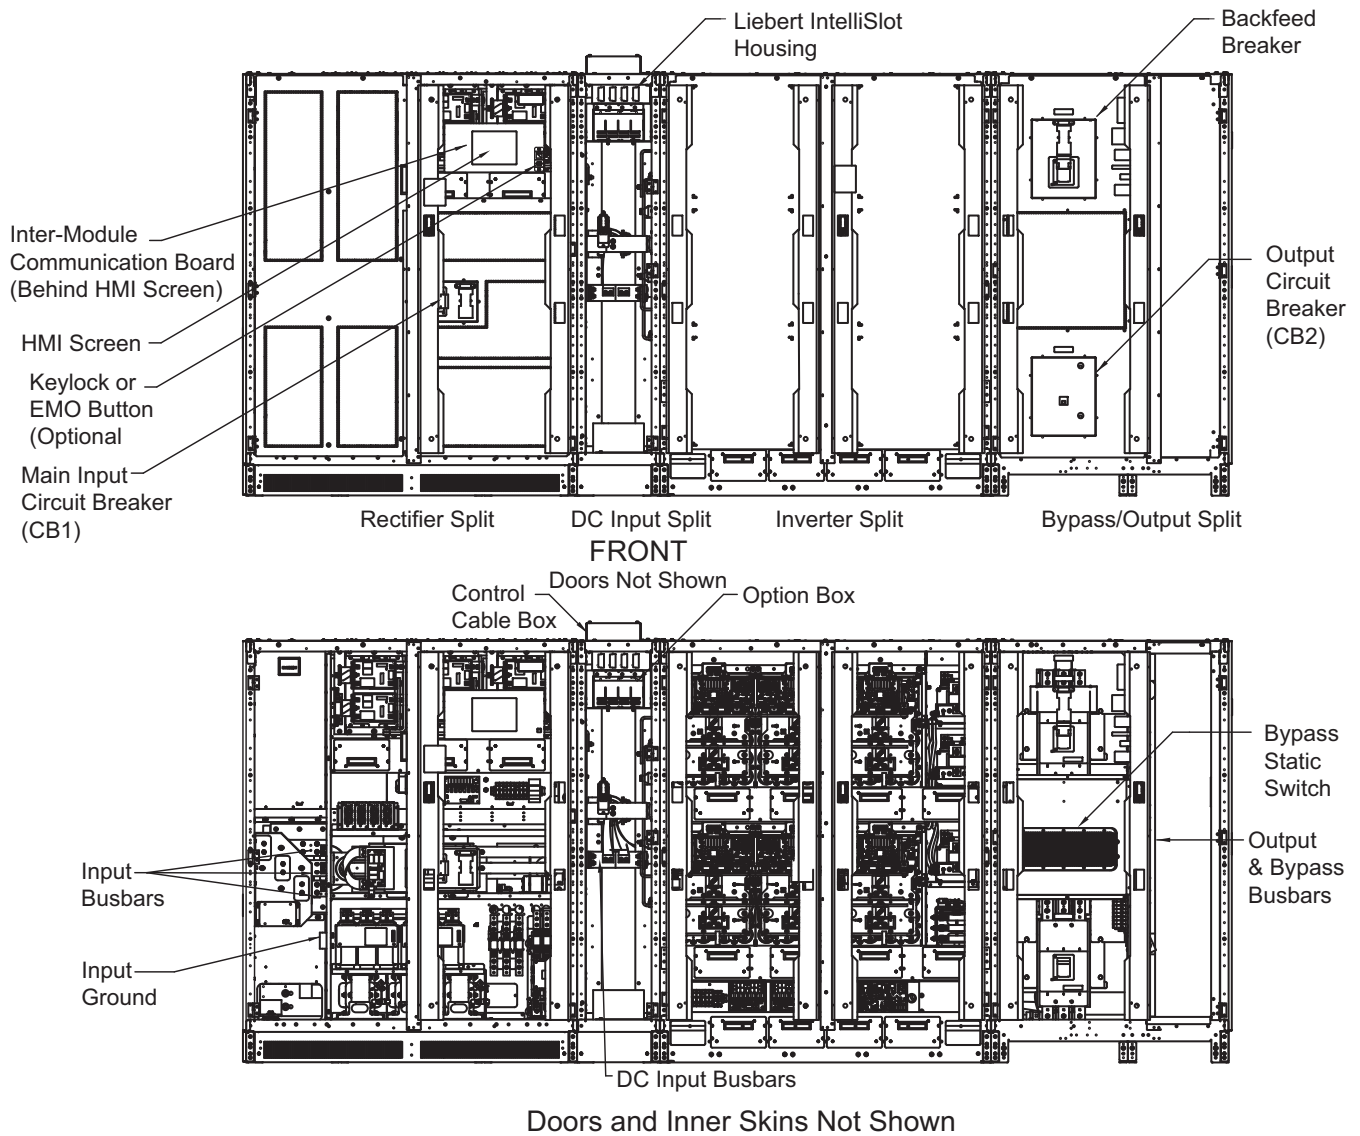 Liebert IntelliSlot
Housing
Backfeed
Breaker
Inter-Module
Communication Board
(Behind HMI Screen)
Output
Circuit
Breaker
(CB2)
HMI Screen
Keylock or
EMO Button
(Optional
Main Input
Circuit Breaker
(CB1)
Rectifier Split
DC Input Split
Inverter Split
Bypass/Output Split
FRONT
Doors Not Shown
Control
Cable Box
Option Box
Bypass
Static
Switch
Input
Busbars
Output
& Bypass
Busbars
Input
Ground
DC Input Busbars
Doors and Inner Skins Not Shown